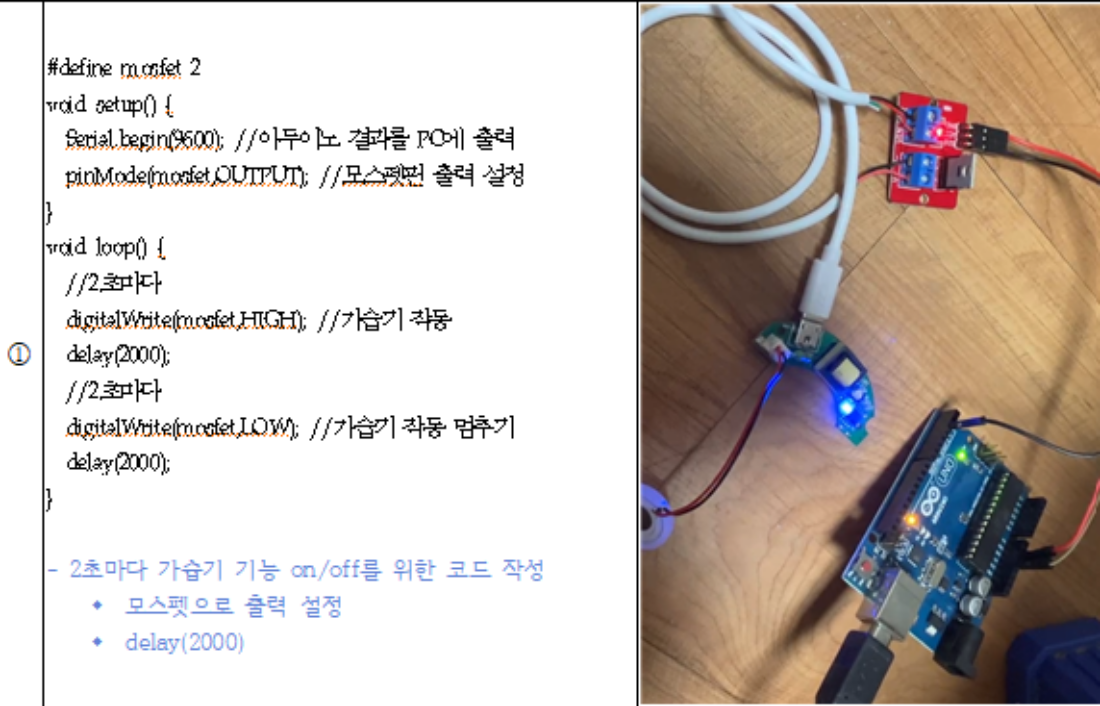 #define mosfet 2
void setup() {
Serial.begin(9600); //아두이노 결과를 PC에 출력
pinMode(mosfet,OUTPUT); //모스펫핀 출력 설정
}
void loop() {
//2초마다
digitalWrite(mosfet,HIGH); //가습기 작동
①
delay(2000);
//2초마다
digitalWrite(mosfet,LOW); //가습기 작동 멈추기
delay(2000);
}
- 2초마다 가습기 기능 on/off를 위한 코드 작성
◆ 모스펫으로 출력 설정
◆ delay(2000)
UNO
ARDUINO